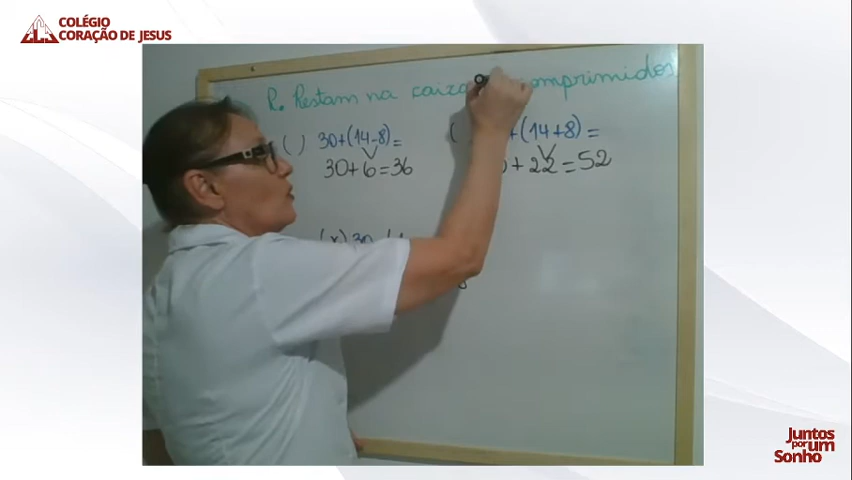 COLÉGIO
CORAÇÃO DE JESUS
R. Restam na caixa comprimidos
( ) 30+(14-8)=
30+6=36
( +(14+8)=
+22=52
(x) 30
Juntos
por um
Sonho